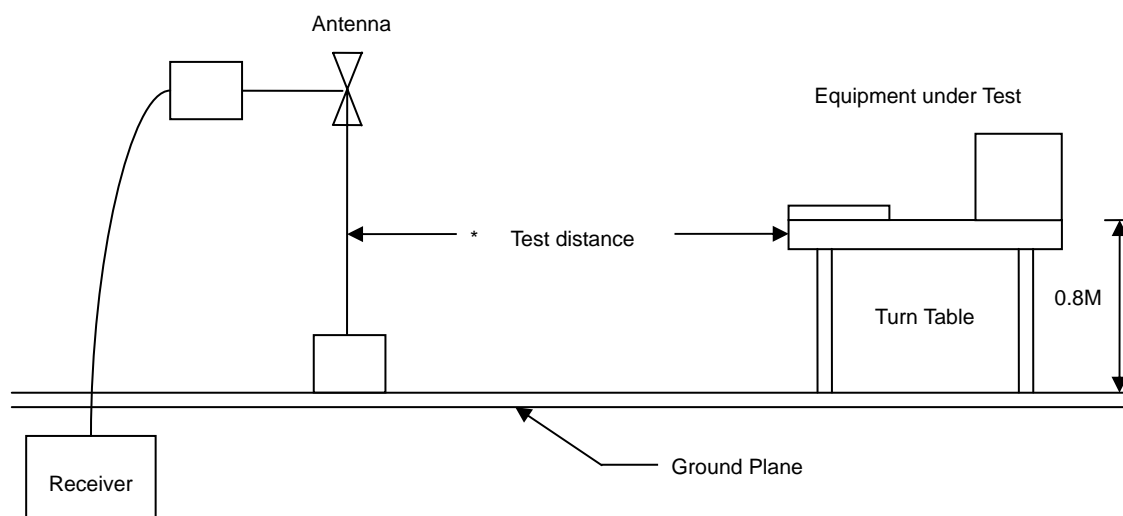 Antenna
Equipment under Test
* Test distance
0.8M
Turn Table
Ground Plane
Receiver